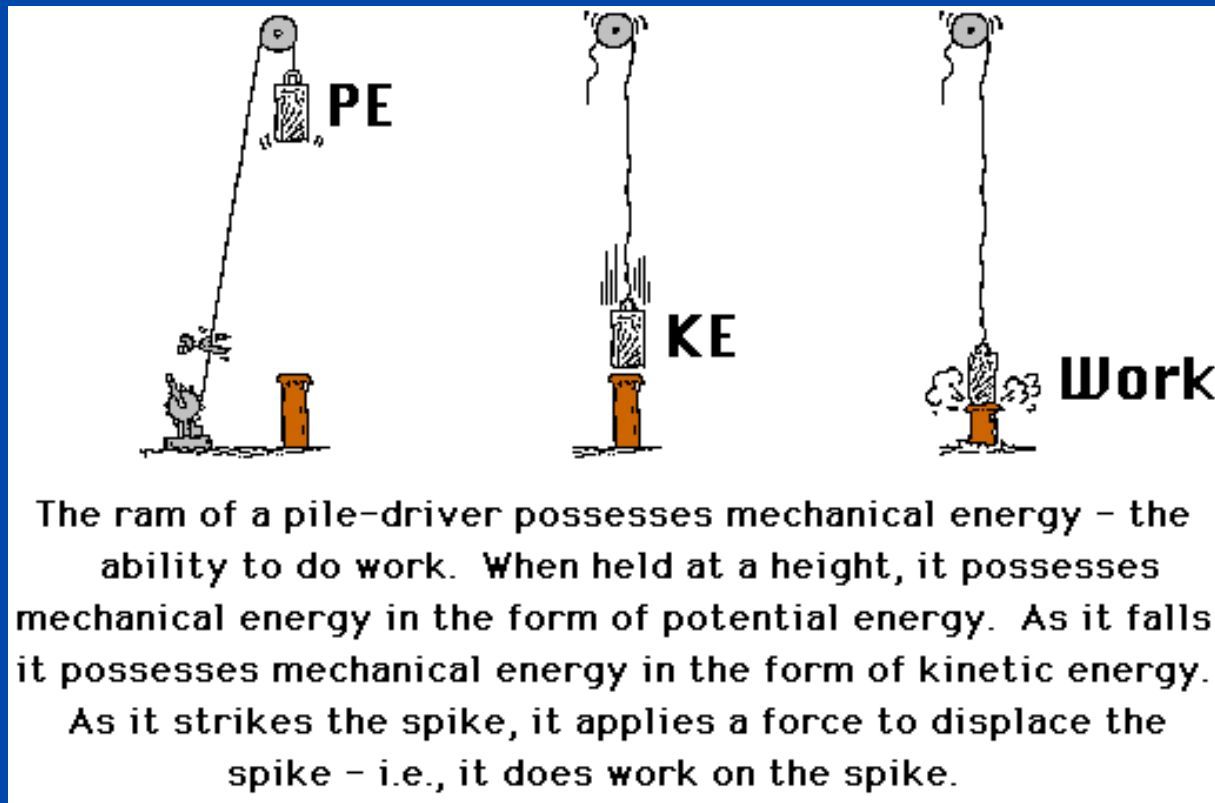 PE
KE
Work
The ram of a pile-driver possesses mechanical energy - the
ability to do work. When held at a height, it possesses
mechanical energy in the form of potential energy. As it falls
it possesses mechanical energy in the form of kinetic energy.
As it strikes the spike, it applies a force to displace the
spike - i.e., it does work on the spike.